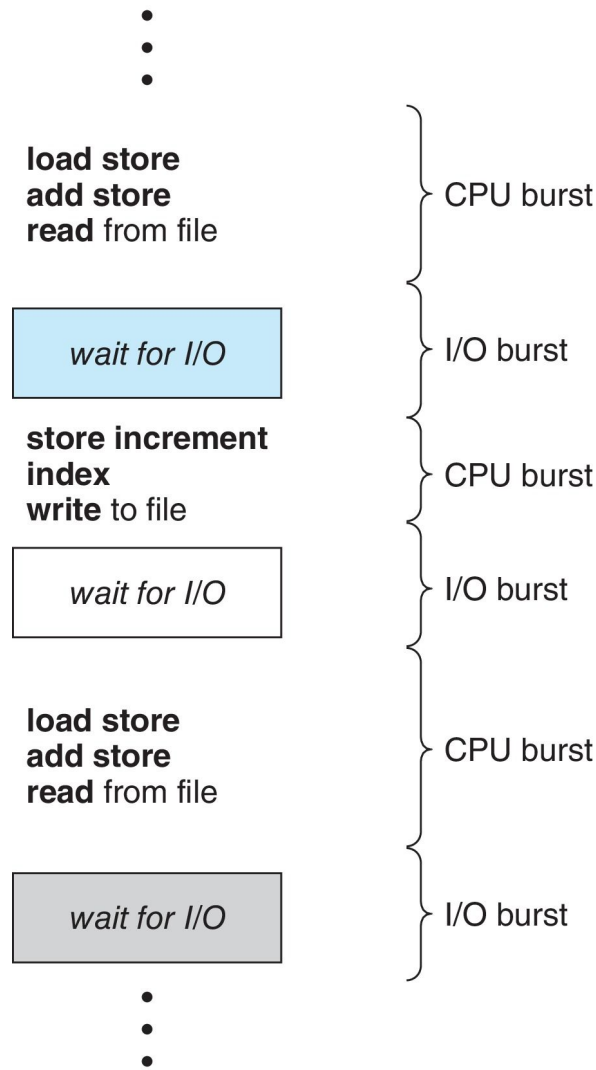 load store
add store
read from file
CPU burst
wait for I/O
I/O burst
store increment
index
write to file
CPU burst
wait for I/O
I/O burst
load store
add store
read from file
CPU burst
wait for I/O
I/O burst